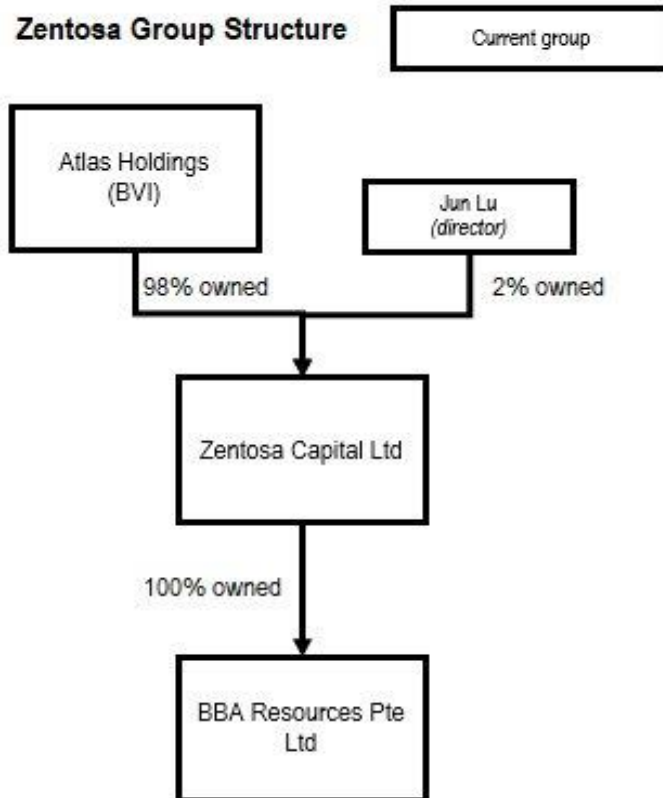 Zentosa Group Structure
Current group
Atlas Holdings
(BVI)
Jun Lu
(director)
98% owned
2% owned
Zentosa Capital Ltd
100% owned
BBA Resources Pte
Ltd